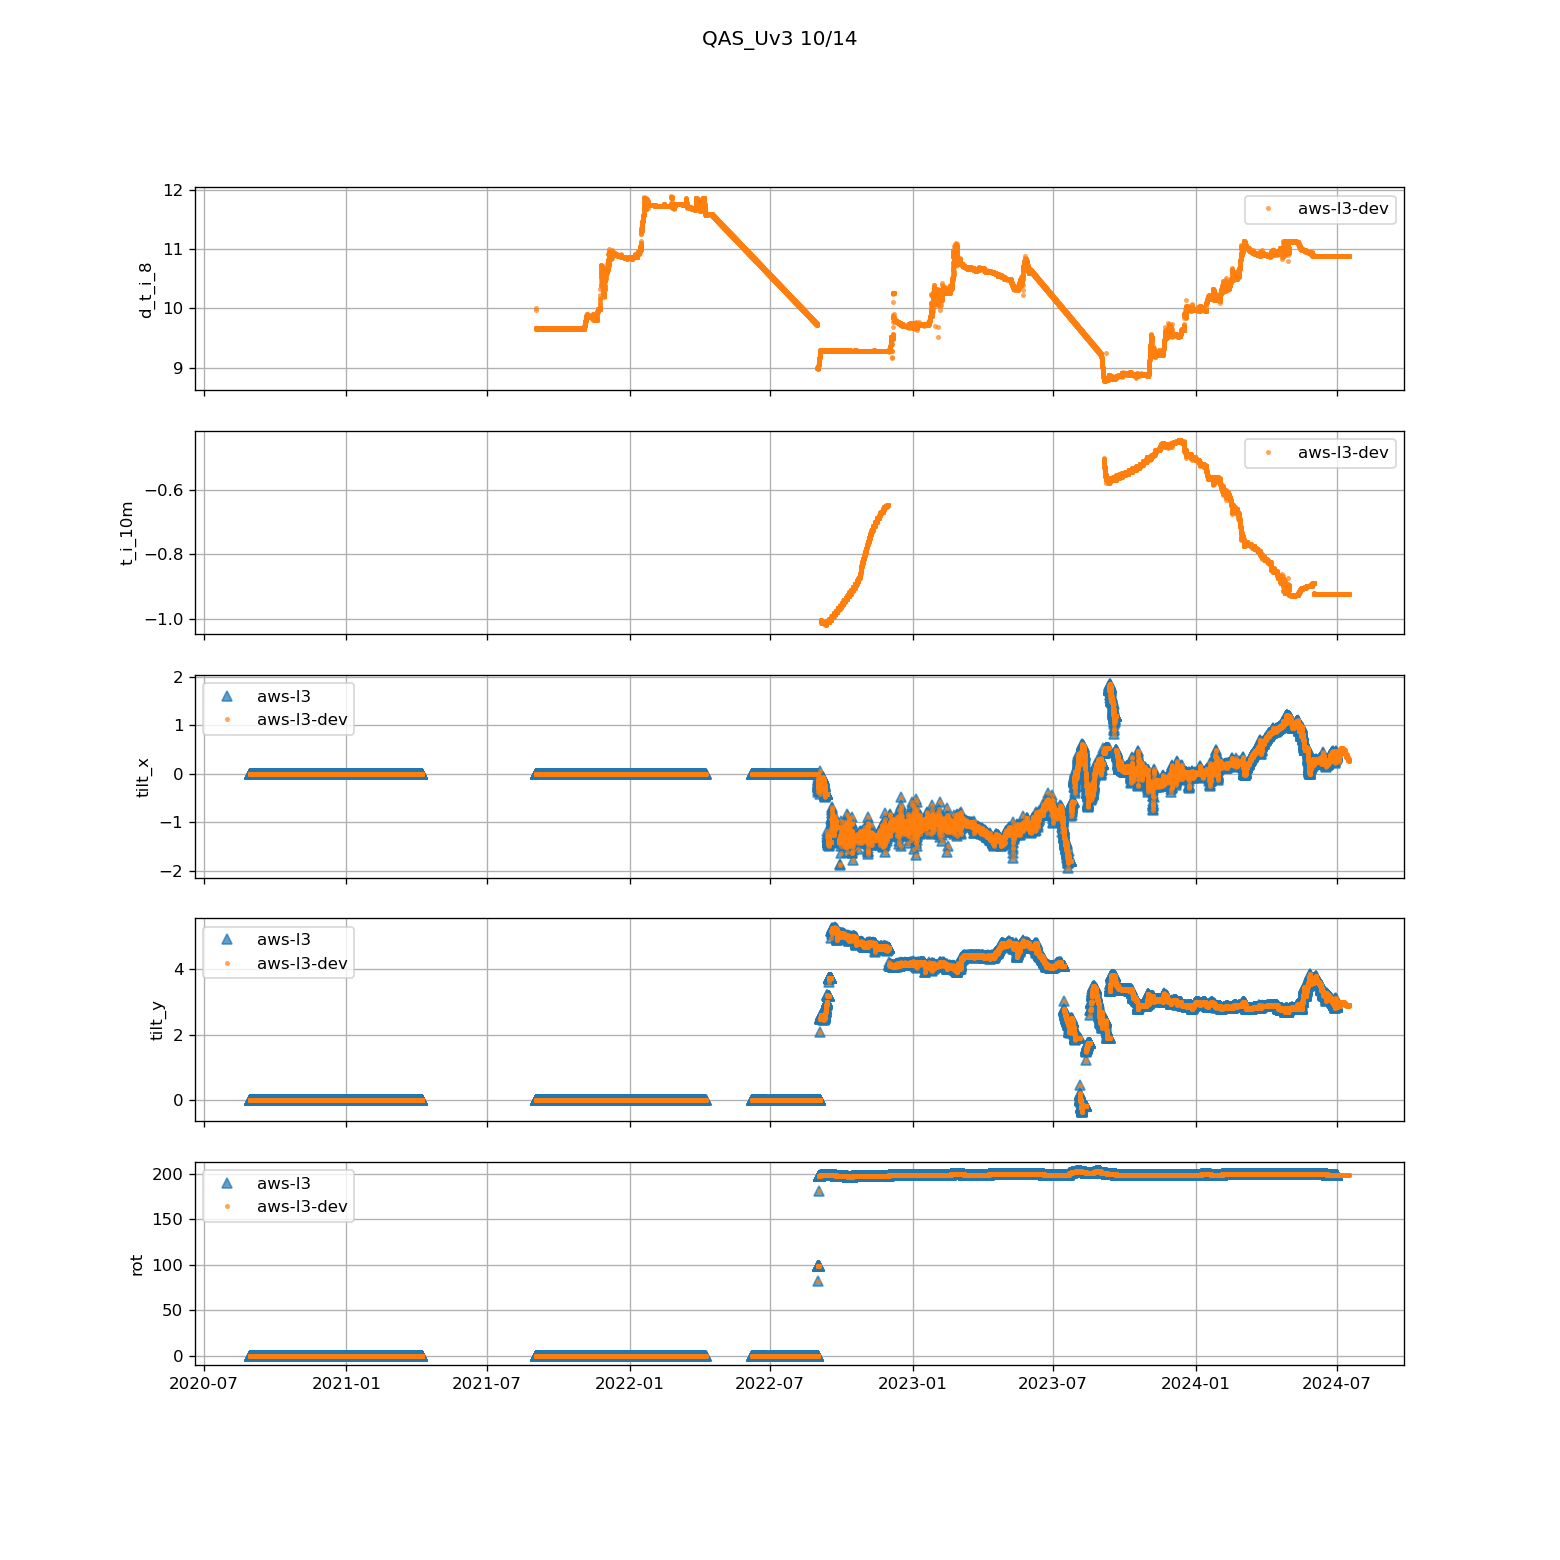 QAS_Uv3 10/14
12
11
10
9
d_t_i_8
aws-l3-dev
−0.6
−0.8
−1.0
t_i_10m
aws-l3-dev
2
1
0
−1
−2
tilt_x
aws-l3
aws-l3-dev
4
2
0
tilt_y
aws-l3
aws-l3-dev
200
150
100
50
0
rot
aws-l3
aws-l3-dev
2020-07 2021-01 2021-07 2022-01 2022-07 2023-01 2023-07 2024-01 2024-07